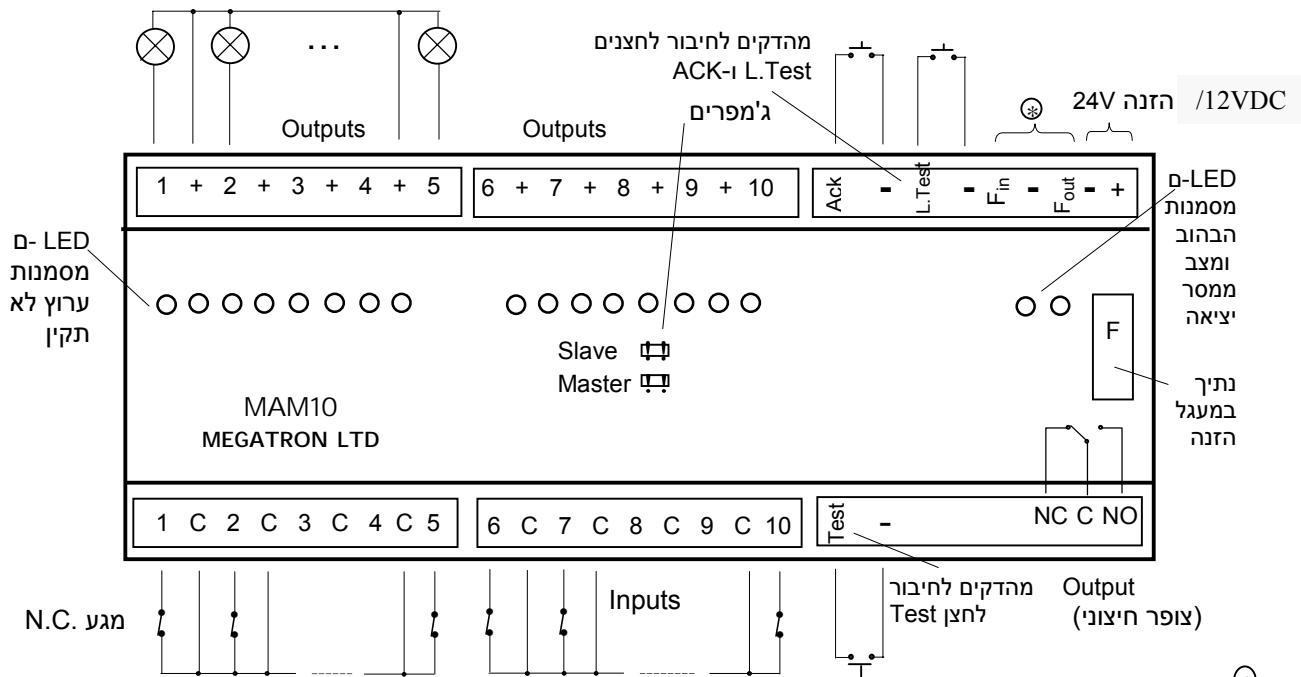 מהדקים לחיבור לחצנים
ACK-ו L.Test
ג'מפרים
הזנה 24V /12VDC
Outputs
Outputs
1 + 2 + 3 + 4 + 5
6 + 7 + 8 + 9 + 10
Ack - L.Test - Fin - Fout - +
LED-ם
מסמנות
הבהוב
ומצב
ממסר
יציאה
LED -ם
מסמנות
ערוץ לא
תקין
F
Slave
Master
נתיך
במעגל
הזנה
MAM10
MEGATRON LTD
1 C 2 C 3 C 4 C 5
6 C 7 C 8 C 9 C 10
Test -
NC C NO
מגע N.C.
Inputs
מהדקים לחיבור
לחצן Test
Output
(צופר חיצוני)